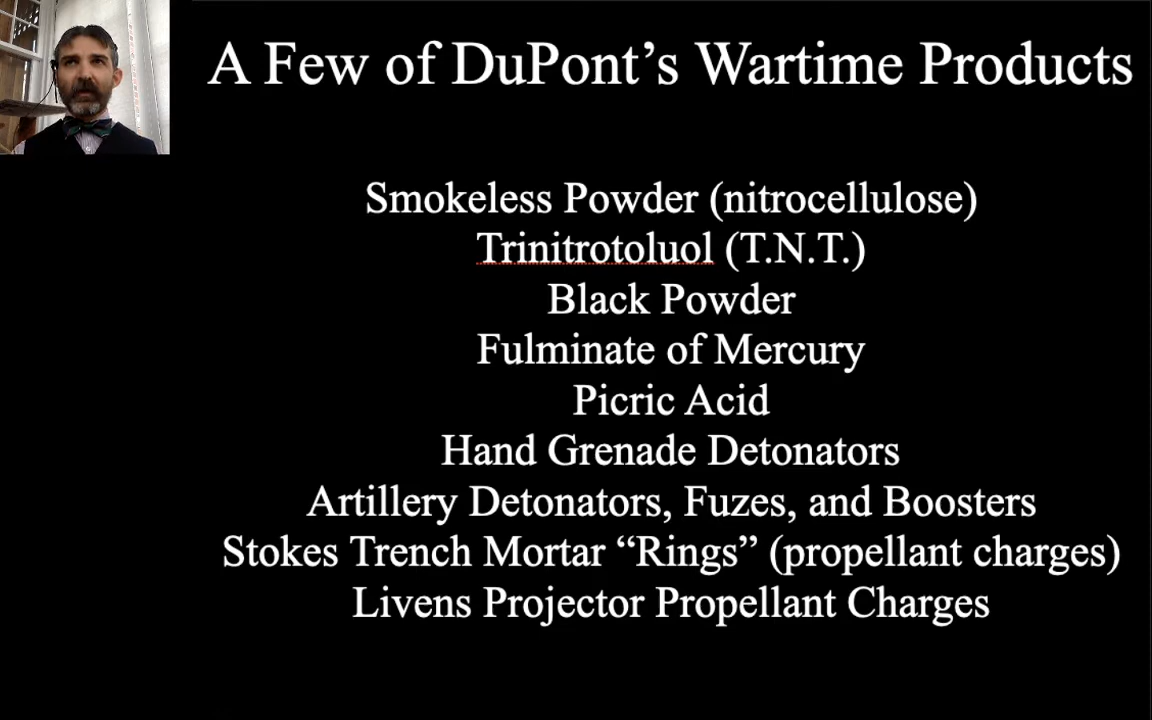 A Few of DuPont’s Wartime Products
Smokeless Powder (nitrocellulose)
Trinitrotoluol (T.N.T.)
Black Powder
Fulminate of Mercury
Picric Acid
Hand Grenade Detonators
Artillery Detonators, Fuzes, and Boosters
Stokes Trench Mortar “Rings” (propellant charges)
Livens Projector Propellant Charges